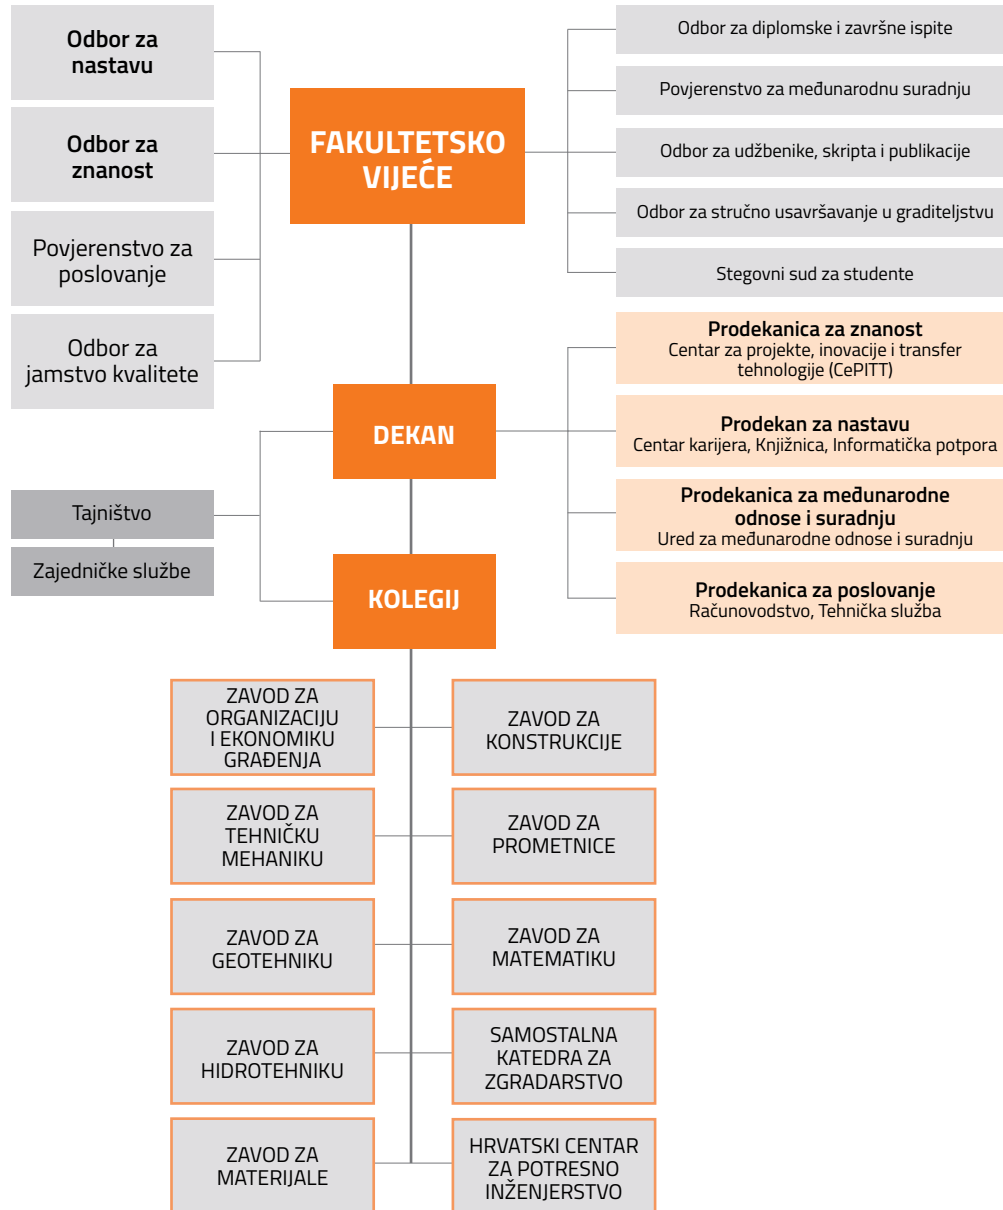 Odbor za
nastavu
Odbor za
znanost
Povjerenstvo za
poslovanje
Odbor za
jamstvo kvalitete
FAKULTETSKO
VIJEĆE
Odbor za diplomske i završne ispite
Povjerenstvo za međunarodnu suradnju
Odbor za udžbenike, skripta i publikacije
Odbor za stručno usavršavanje u graditeljstvu
Stegovni sud za studente
DEKAN
Prodekanica za znanost
Centar za projekte, inovacije i transfer
tehnologije (CePITT)
Prodekan za nastavu
Centar karijera, Knjižnica, Informatička potpora
Prodekanica za međunarodne
odnose i suradnju
Ured za međunarodne odnose i suradnju
Prodekanica za poslovanje
Računovodstvo, Tehnička služba
Tajništvo
Zajedničke službe
KOLEGIJ
ZAVOD ZA
ORGANIZACIJU
I EKONOMIKU
GRAĐENJA
ZAVOD ZA
KONSTRUKCIJE
ZAVOD ZA
TEHNIČKU
MEHANIKU
ZAVOD ZA
PROMETNICE
ZAVOD ZA
GEOTEHNIKU
ZAVOD ZA
MATEMATIKU
ZAVOD ZA
HIDROTEHNIKU
SAMOSTALNA
KATEDRA ZA
ZGRADARSTVO
ZAVOD ZA
MATERIJALE
HRVATSKI CENTAR
ZA POTRESNO
INŽENJERSTVO